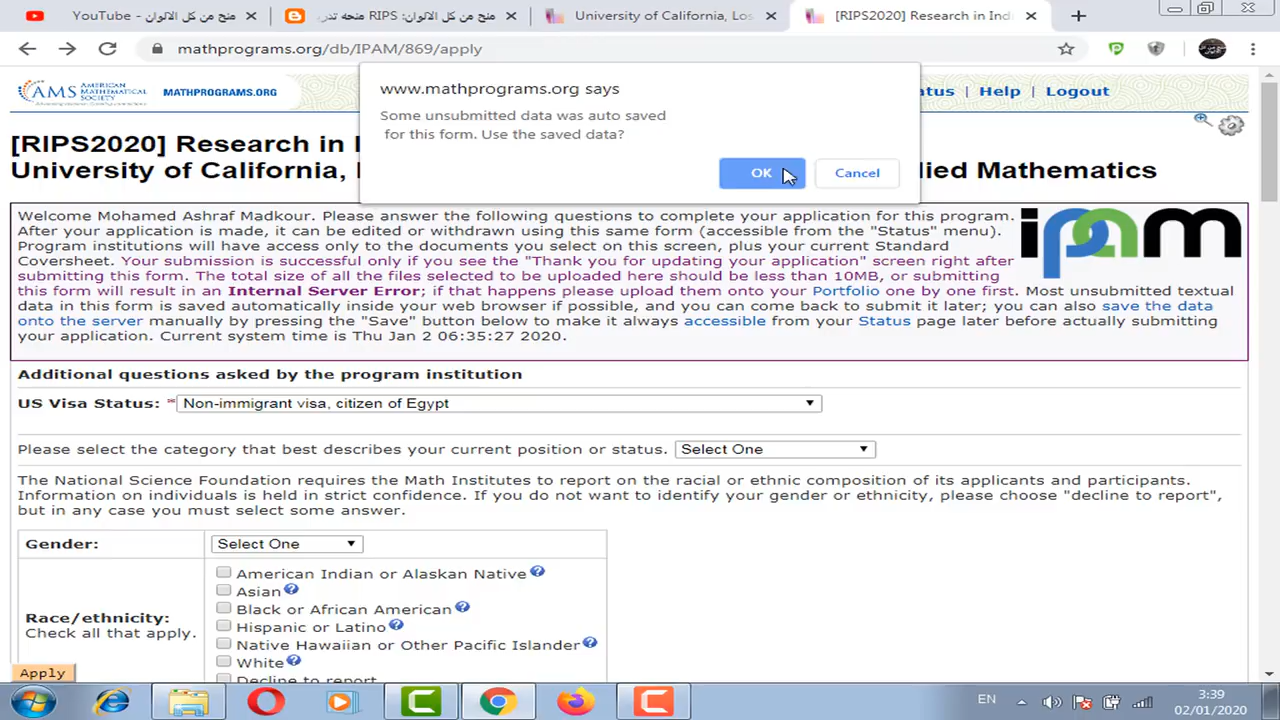 YouTube - منح من كل الالوان
منح من كل الالوان: RIPS منحه تدر
University of California, Los
[RIPS2020] Research in Ind
mathprograms.org/db/IPAM/869/apply
AMS AMERICAN MATHEMATICAL SOCIETY
MATHPROGRAMS.ORG
atus | Help | Logout
www.mathprograms.org says
Some unsubmitted data was auto saved
for this form. Use the saved data?
OK
Cancel
[RIPS2020] Research in I
University of California, lied Mathematics
Welcome Mohamed Ashraf Madkour. Please answer the following questions to complete your application for this program.
After your application is made, it can be edited or withdrawn using this same form (accessible from the "Status" menu).
Program institutions will have access only to the documents you select on this screen, plus your current Standard
Coversheet. Your submission is successful only if you see the "Thank you for updating your application" screen right after
submitting this form. The total size of all the files selected to be uploaded here should be less than 10MB, or submitting
this form will result in an Internal Server Error; if that happens please upload them onto your Portfolio one by one first. Most unsubmitted textual
data in this form is saved automatically inside your web browser if possible, and you can come back to submit it later; you can also save the data
onto the server manually by pressing the "Save" button below to make it always accessible from your Status page later before actually submitting
your application. Current system time is Thu Jan 2 06:35:27 2020.
ipam
Additional questions asked by the program institution
US Visa Status: * Non-immigrant visa, citizen of Egypt
Please select the category that best describes your current position or status. Select One
The National Science Foundation requires the Math Institutes to report on the racial or ethnic composition of its applicants and participants.
Information on individuals is held in strict confidence. If you do not want to identify your gender or ethnicity, please choose "decline to report",
but in any case you must select some answer.
Gender: Select One
American Indian or Alaskan Native
Asian
Black or African American
Race/ethnicity:
Check all that apply.
Hispanic or Latino
Native Hawaiian or Other Pacific Islander
White
Decline to report
Apply
EN
3:39
02/01/2020